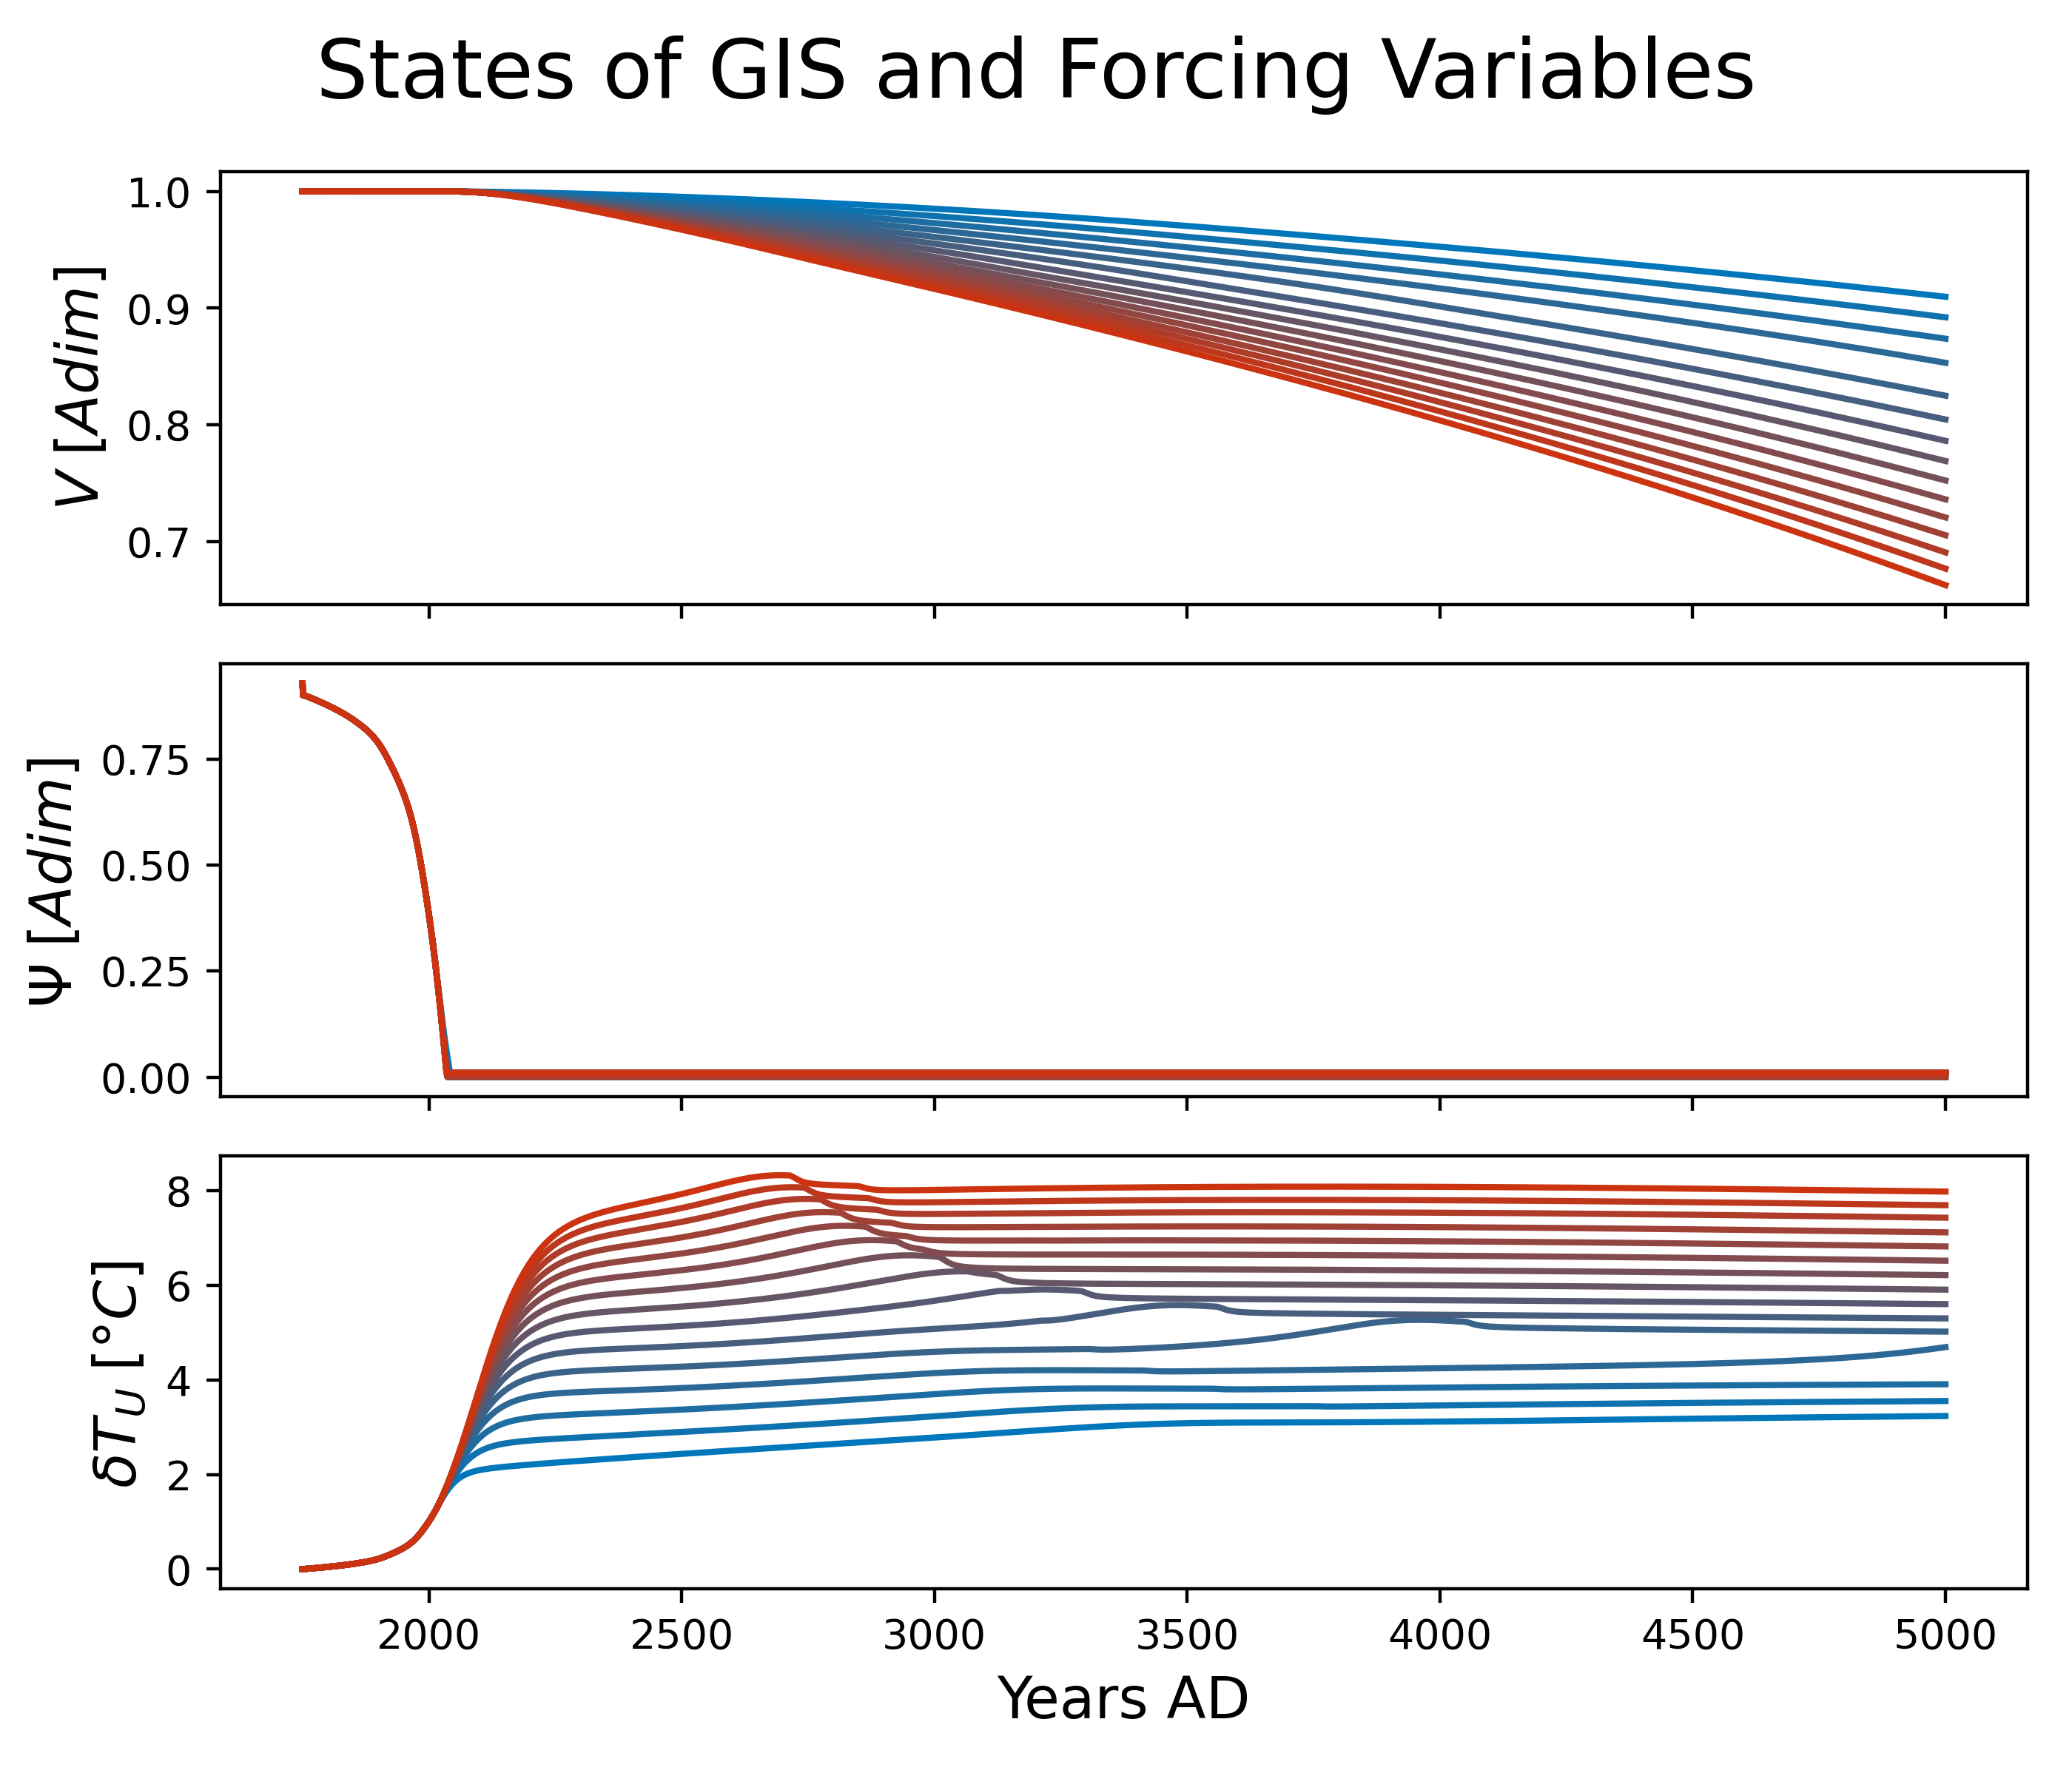 States of GIS and Forcing Variables
V [Adim]
1.0
0.9
0.8
0.7
Ψ [Adim]
0.75
0.50
0.25
0.00
δT_U [°C]
8
6
4
2
0
2000 2500 3000 3500 4000 4500 5000
Years AD